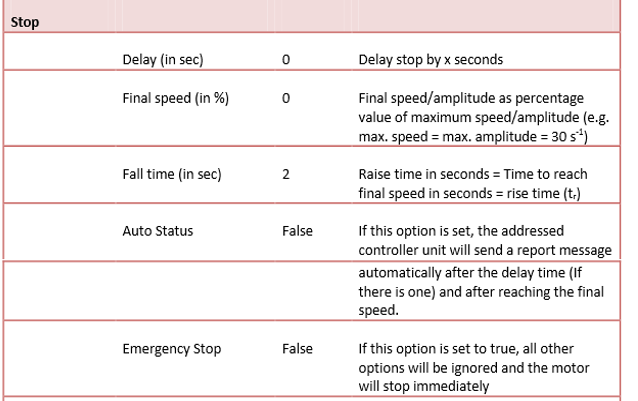 Stop
Delay (in sec) 0 Delay stop by x seconds
Final speed (in %) 0 Final speed/amplitude as percentage
value of maximum speed/amplitude (e.g.
max. speed = max. amplitude = 30 s⁻¹)
Fall time (in sec) 2 Raise time in seconds = Time to reach
final speed in seconds = rise time (tᵣ)
Auto Status False If this option is set, the addressed
controller unit will send a report message
automatically after the delay time (If
there is one) and after reaching the final
speed.
Emergency Stop False If this option is set to true, all other
options will be ignored and the motor
will stop immediately